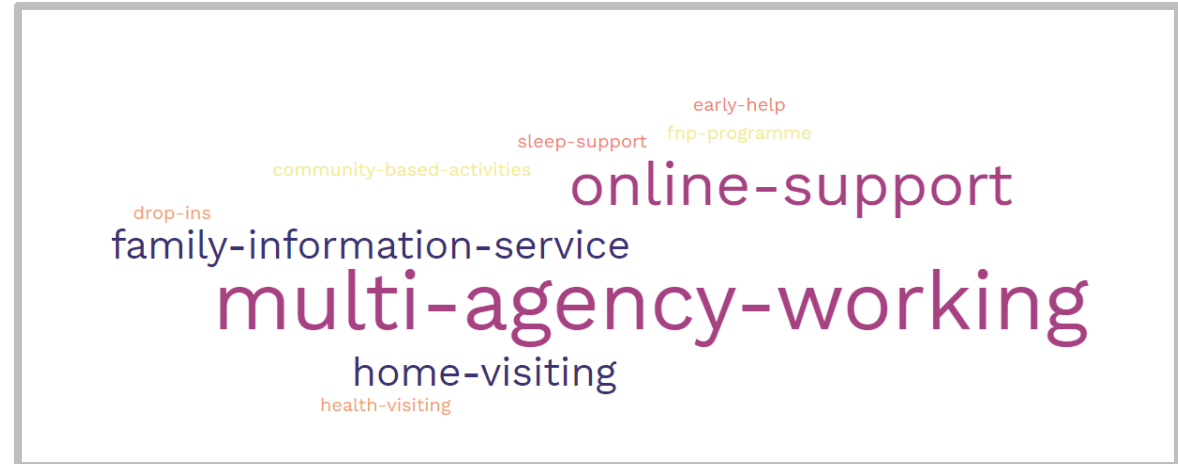 early-help
fnp-programme
sleep-support
community-based-activities
online-support
drop-ins
family-information-service
multi-agency-working
home-visiting
health-visiting